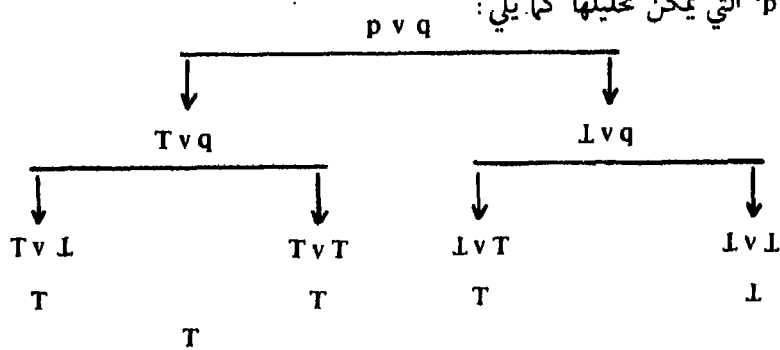 p" التي يمكن تحليلها كما يلي :
p v q
T v q ⊥ v q
T v ⊥ T v T ⊥ v T ⊥ v ⊥
T T T ⊥
T